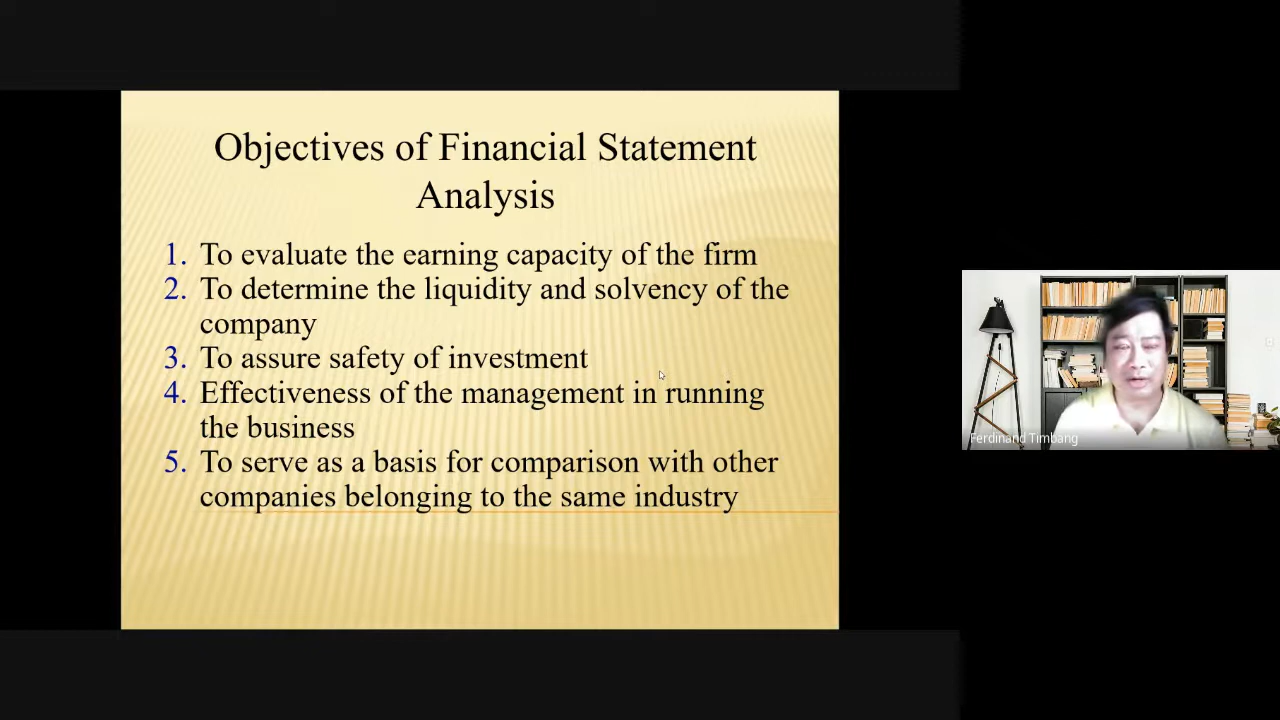 Objectives of Financial Statement
Analysis
1. To evaluate the earning capacity of the firm
2. To determine the liquidity and solvency of the
company
3. To assure safety of investment
4. Effectiveness of the management in running
the business
5. To serve as a basis for comparison with other
companies belonging to the same industry
Ferdinand Timbang